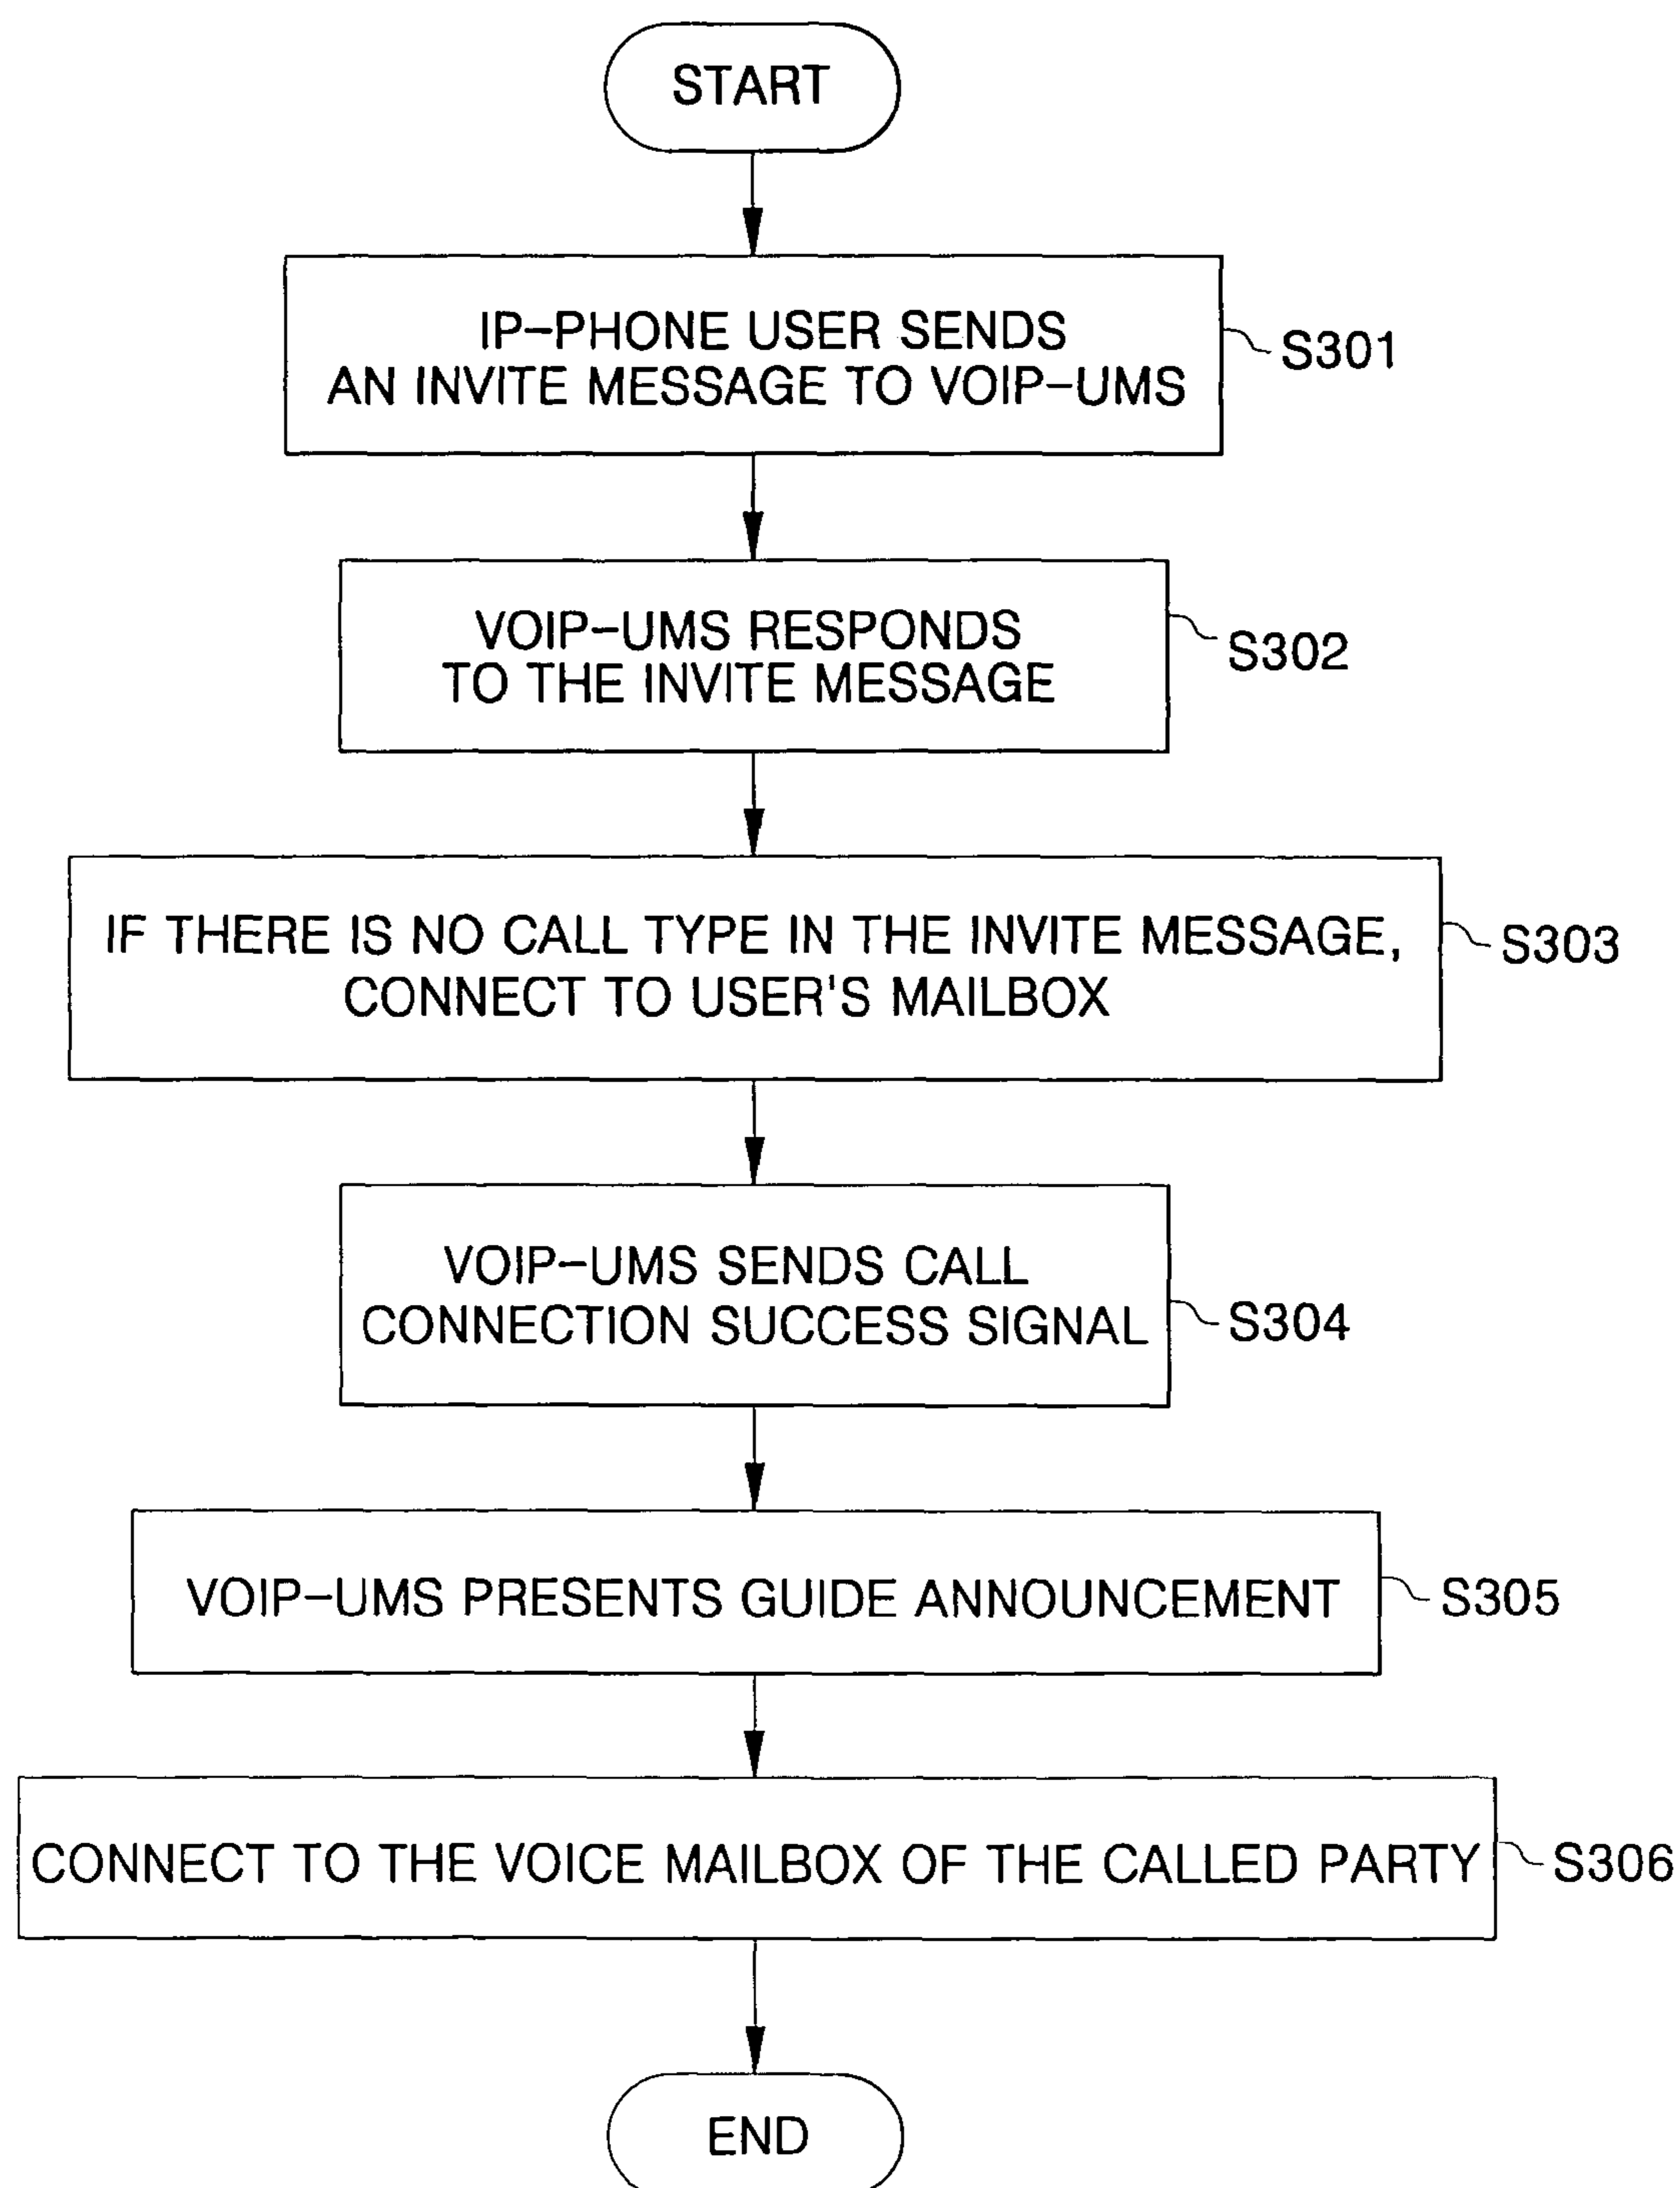 START
IP-PHONE USER SENDS
AN INVITE MESSAGE TO VOIP-UMS
S301
VOIP-UMS RESPONDS
TO THE INVITE MESSAGE
S302
IF THERE IS NO CALL TYPE IN THE INVITE MESSAGE,
CONNECT TO USER'S MAILBOX
S303
VOIP-UMS SENDS CALL
CONNECTION SUCCESS SIGNAL
S304
VOIP-UMS PRESENTS GUIDE ANNOUNCEMENT
S305
CONNECT TO THE VOICE MAILBOX OF THE CALLED PARTY
S306
END